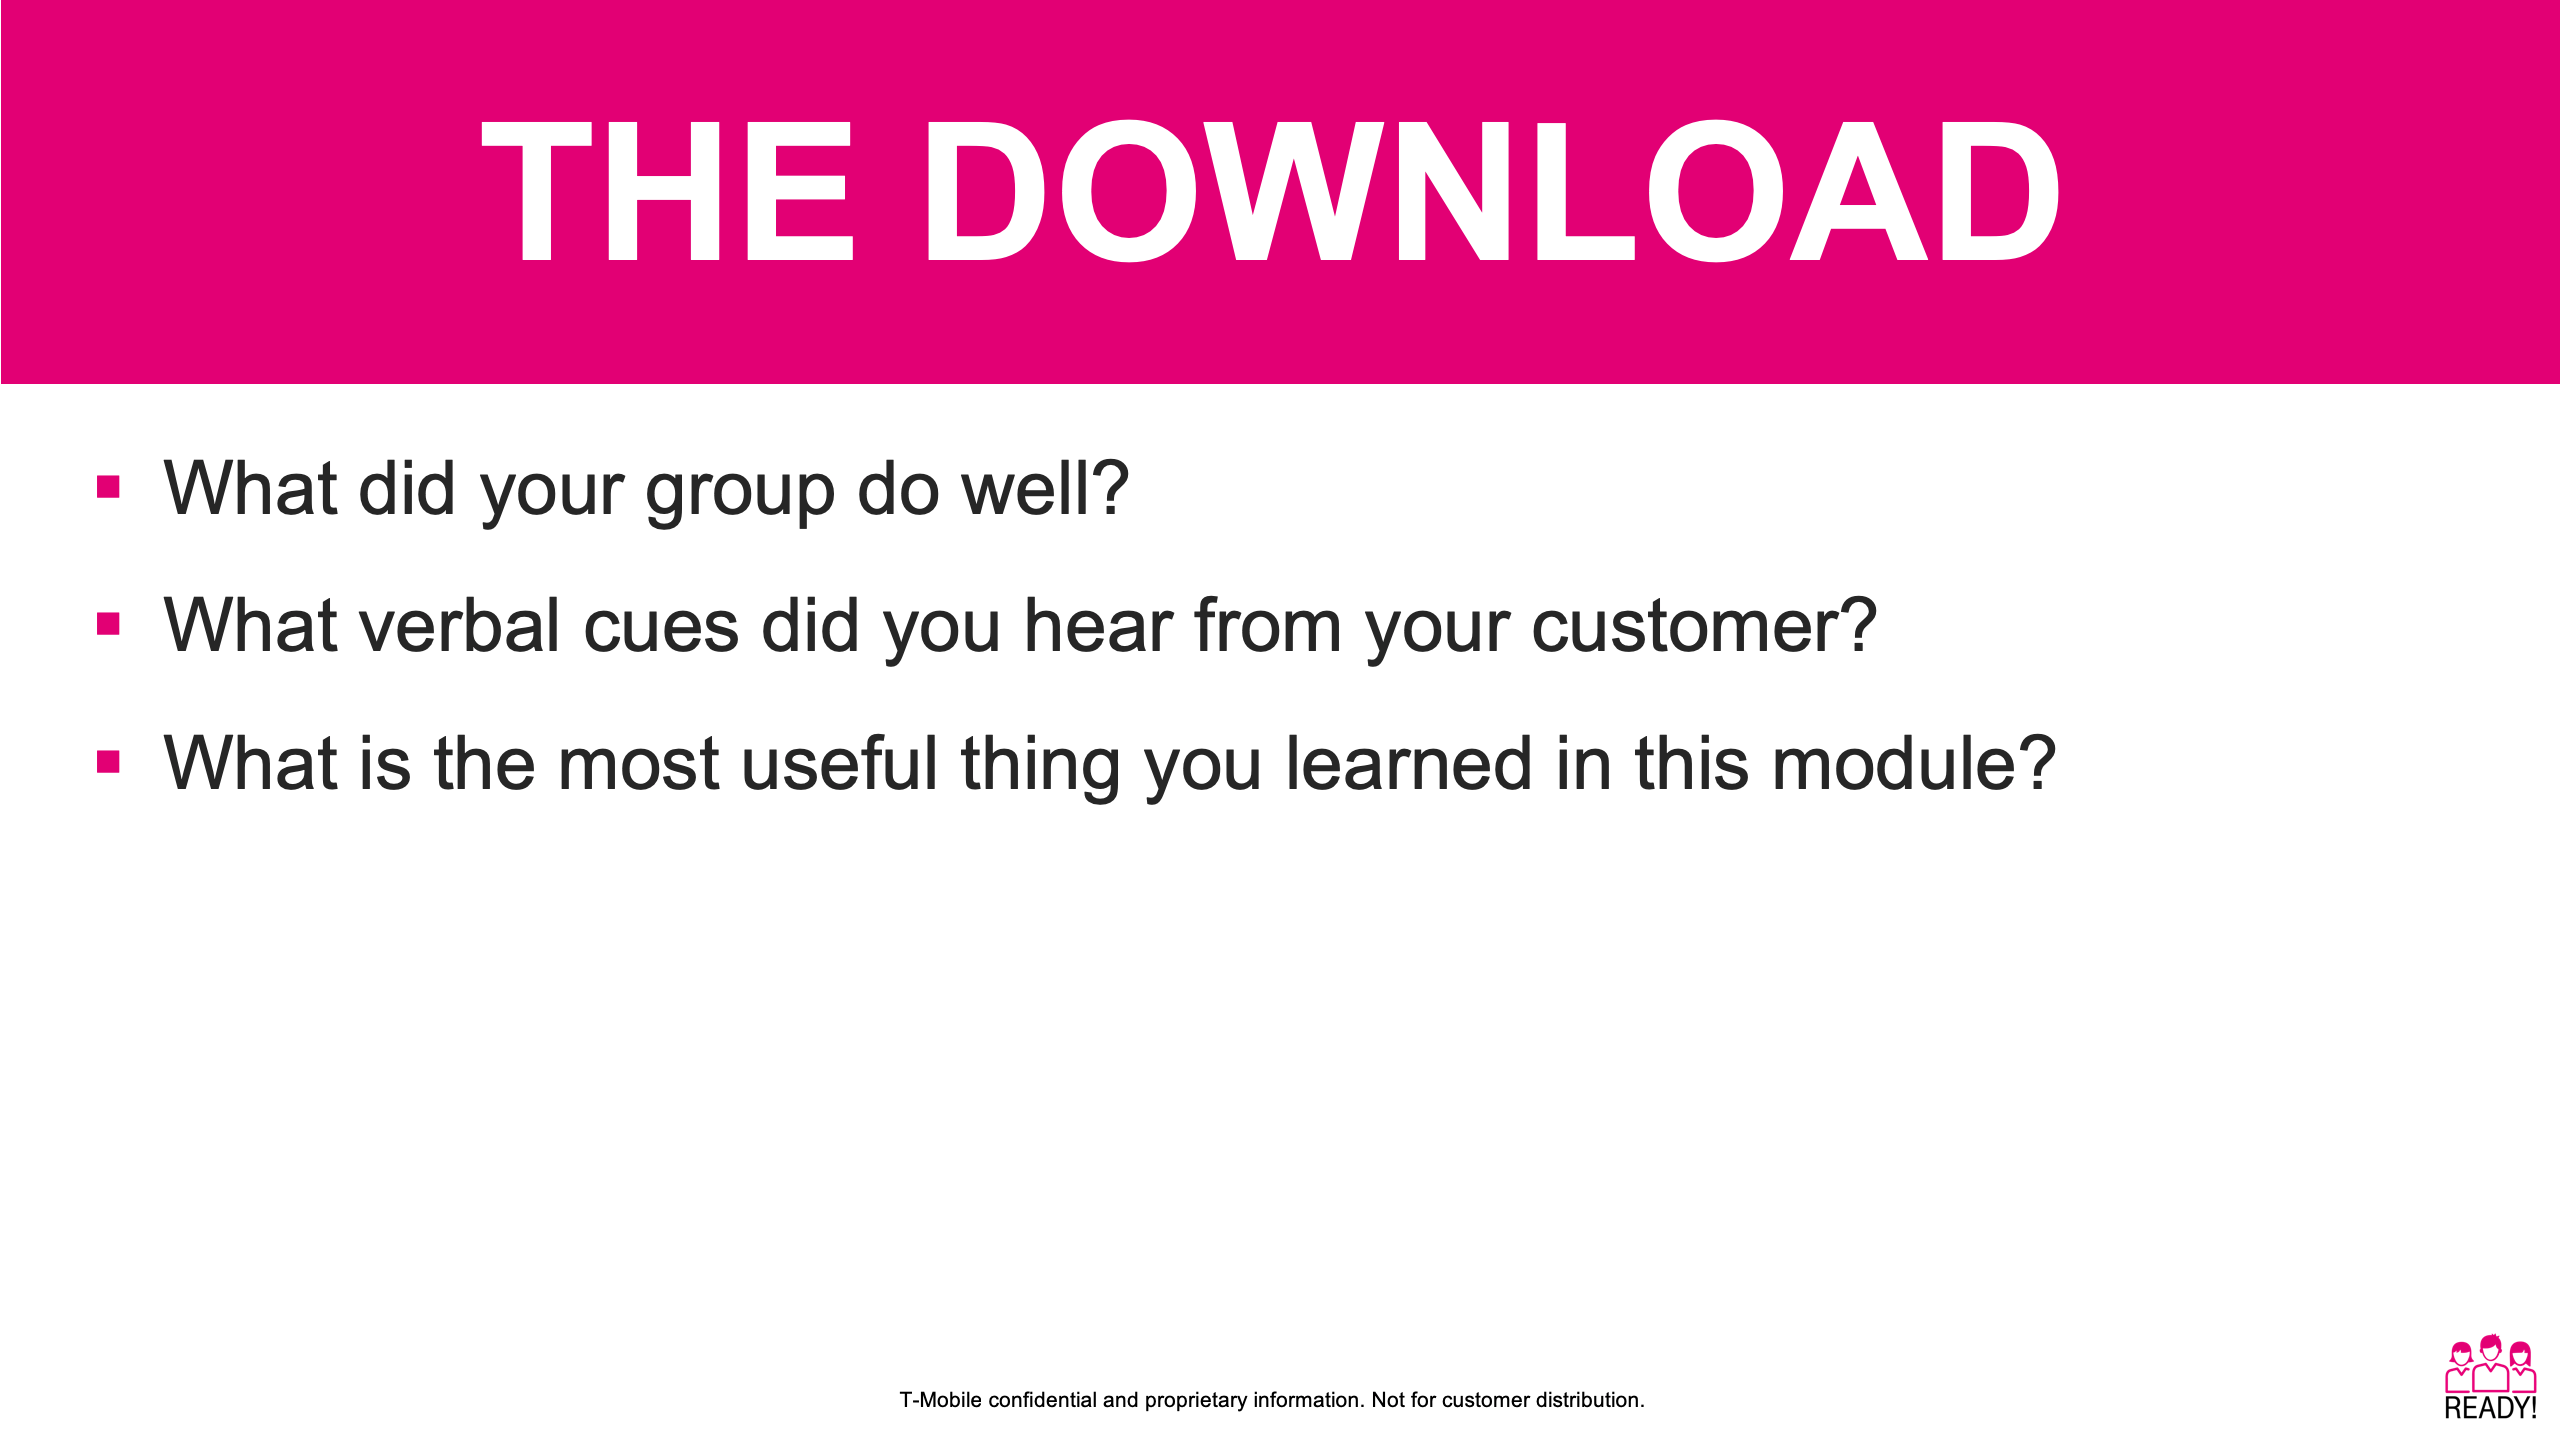 THE DOWNLOAD
▪ What did your group do well?
▪ What verbal cues did you hear from your customer?
▪ What is the most useful thing you learned in this module?
T-Mobile confidential and proprietary information. Not for customer distribution.
READY!